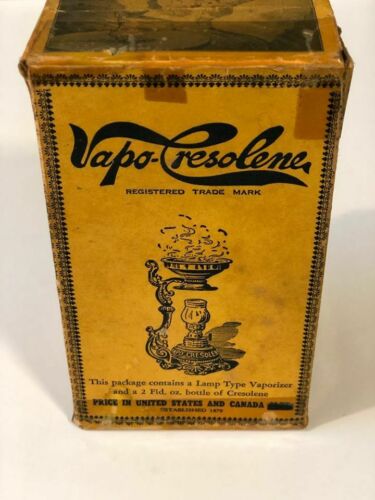 Vapo-Cresolene
REGISTERED TRADE MARK
VAPO-CRESOLENE
This package contains a Lamp Type Vaporizer
and a 2 Fld. oz. bottle of Cresolene
PRICE IN UNITED STATES AND CANADA
ESTABLISHED 1879